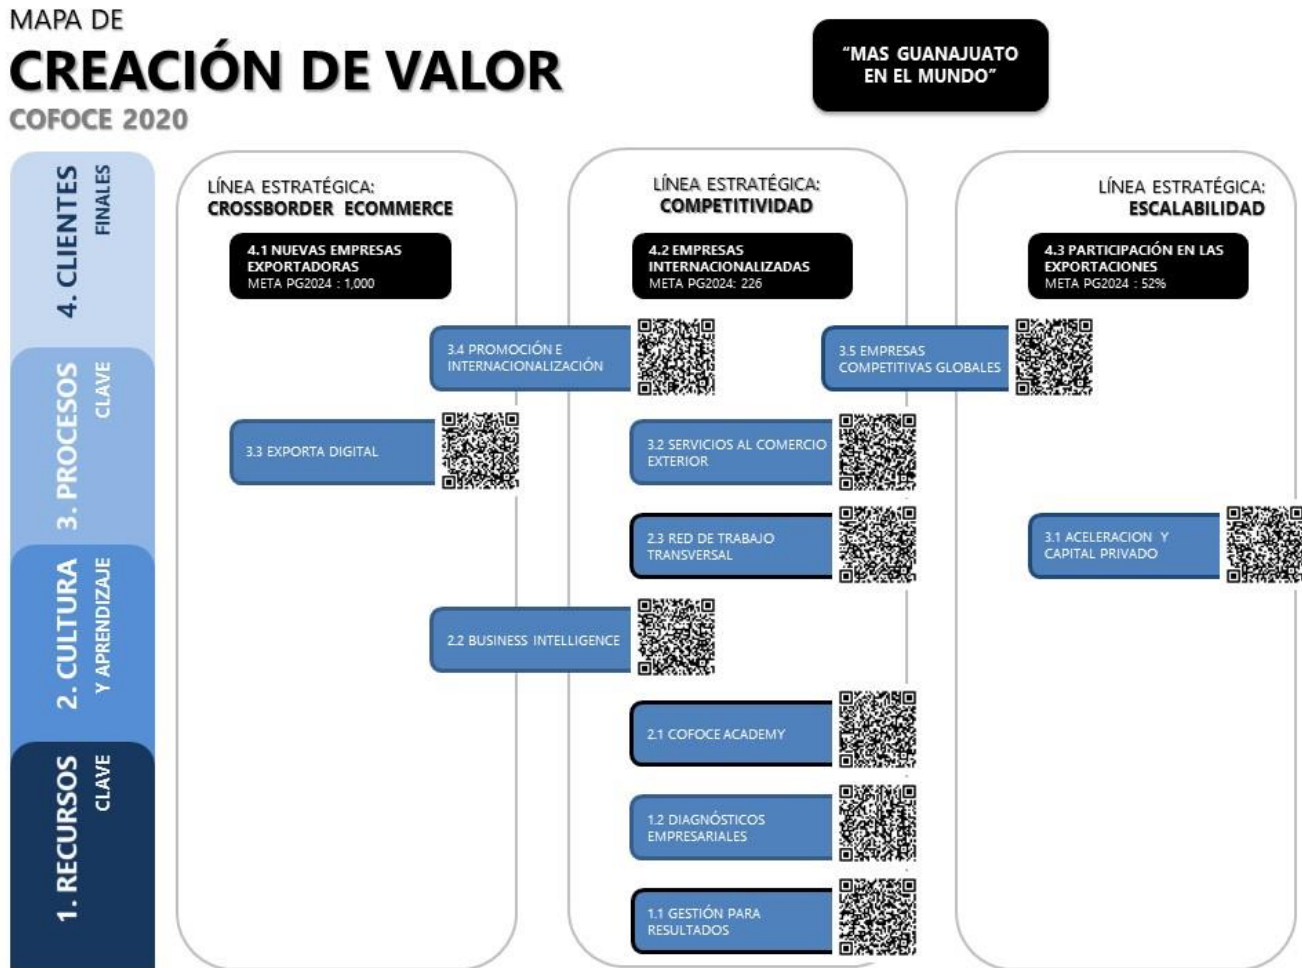 MAPA DE
CREACIÓN DE VALOR
COFOCE 2020
“MAS GUANAJUATO
EN EL MUNDO”
4. CLIENTES
FINALES
3. PROCESOS
CLAVE
2. CULTURA
Y APRENDIZAJE
1. RECURSOS
CLAVE
LÍNEA ESTRATÉGICA:
CROSSBORDER ECOMMERCE
4.1 NUEVAS EMPRESAS
EXPORTADORAS
META PG2024 : 1,000
LÍNEA ESTRATÉGICA:
COMPETITIVIDAD
4.2 EMPRESAS
INTERNACIONALIZADAS
META PG2024: 226
LÍNEA ESTRATÉGICA:
ESCALABILIDAD
4.3 PARTICIPACIÓN EN LAS
EXPORTACIONES
META PG2024 : 52%
3.4 PROMOCIÓN E
INTERNACIONALIZACIÓN
3.5 EMPRESAS
COMPETITIVAS GLOBALES
3.3 EXPORTA DIGITAL
3.2 SERVICIOS AL COMERCIO
EXTERIOR
2.3 RED DE TRABAJO
TRANSVERSAL
3.1 ACELERACION Y
CAPITAL PRIVADO
2.2 BUSINESS INTELLIGENCE
2.1 COFOCE ACADEMY
1.2 DIAGNÓSTICOS
EMPRESARIALES
1.1 GESTIÓN PARA
RESULTADOS